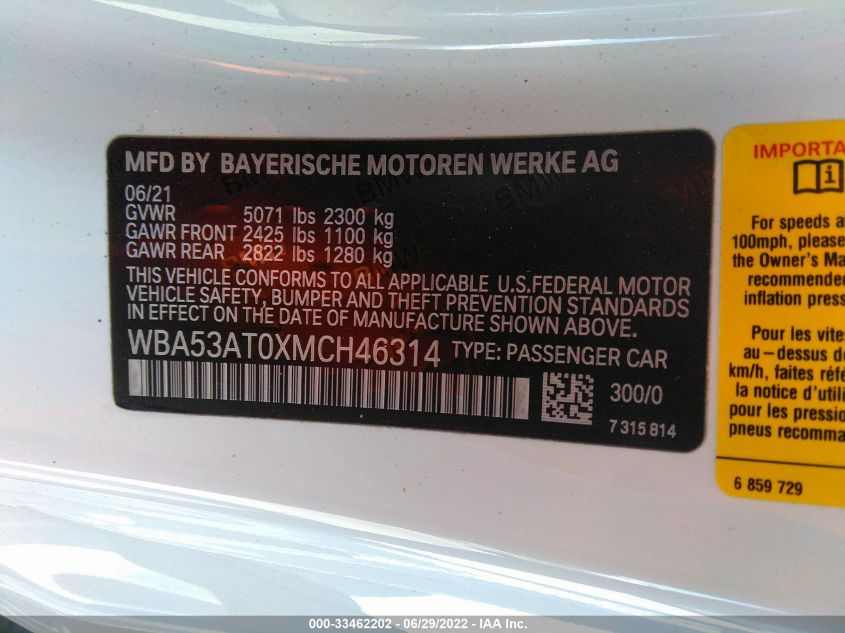 MFD BY BAYERISCHE MOTOREN WERKE AG
06/21
GVWR 5071 lbs 2300 kg
GAWR FRONT 2425 lbs 1100 kg
GAWR REAR 2822 lbs 1280 kg
THIS VEHICLE CONFORMS TO ALL APPLICABLE U.S.FEDERAL MOTOR
VEHICLE SAFETY, BUMPER AND THEFT PREVENTION STANDARDS
IN EFFECT ON THE DATE OF MANUFACTURE SHOWN ABOVE.
WBA53AT0XMCH46314 TYPE: PASSENGER CAR
300/0
7 315 814
IMPORTA
For speeds a
100mph, please
the Owner's Ma
recommended
inflation press
Pour les vites
au-dessus de
km/h, faites réfé
la notice d'util
pour les pression
pneus recomma
6 859 729
000-33462202 - 06/29/2022 - IAA Inc.